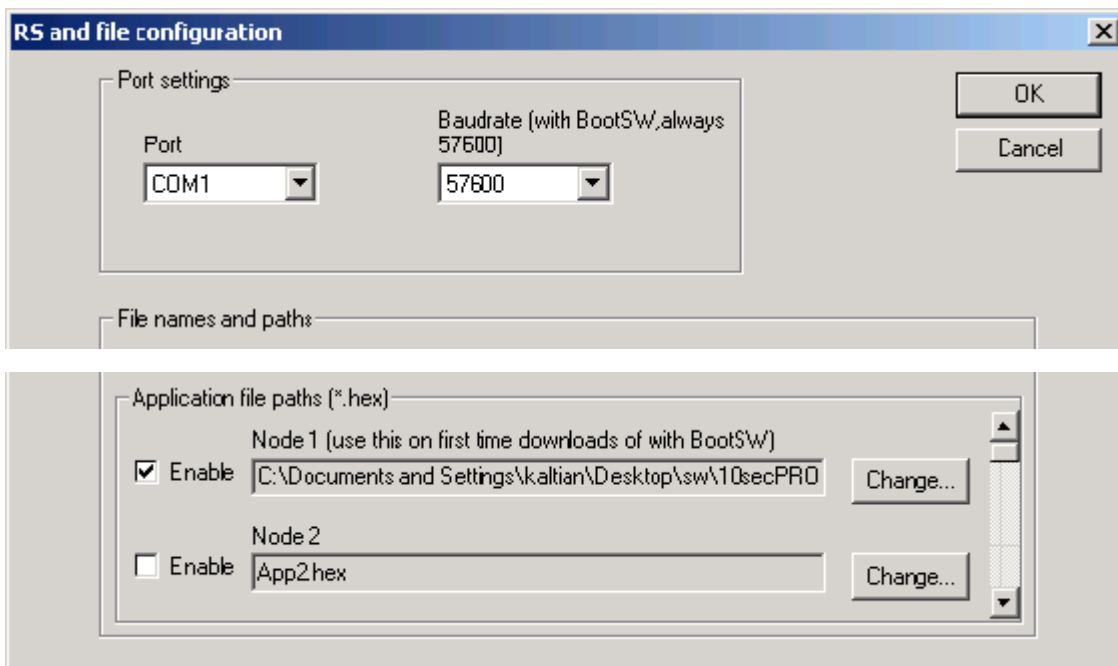 RS and file configuration
Port settings
OK
Baudrate (with BootSW,always
57600)
Port
Cancel
COM1
57600
File names and paths
Application file paths (*.hex)
Node 1 (use this on first time downloads of with BootSW)
Enable
C:\Documents and Settings\kaltian\Desktop\sw\10secPRO
Change...
Node 2
Enable
App2.hex
Change...